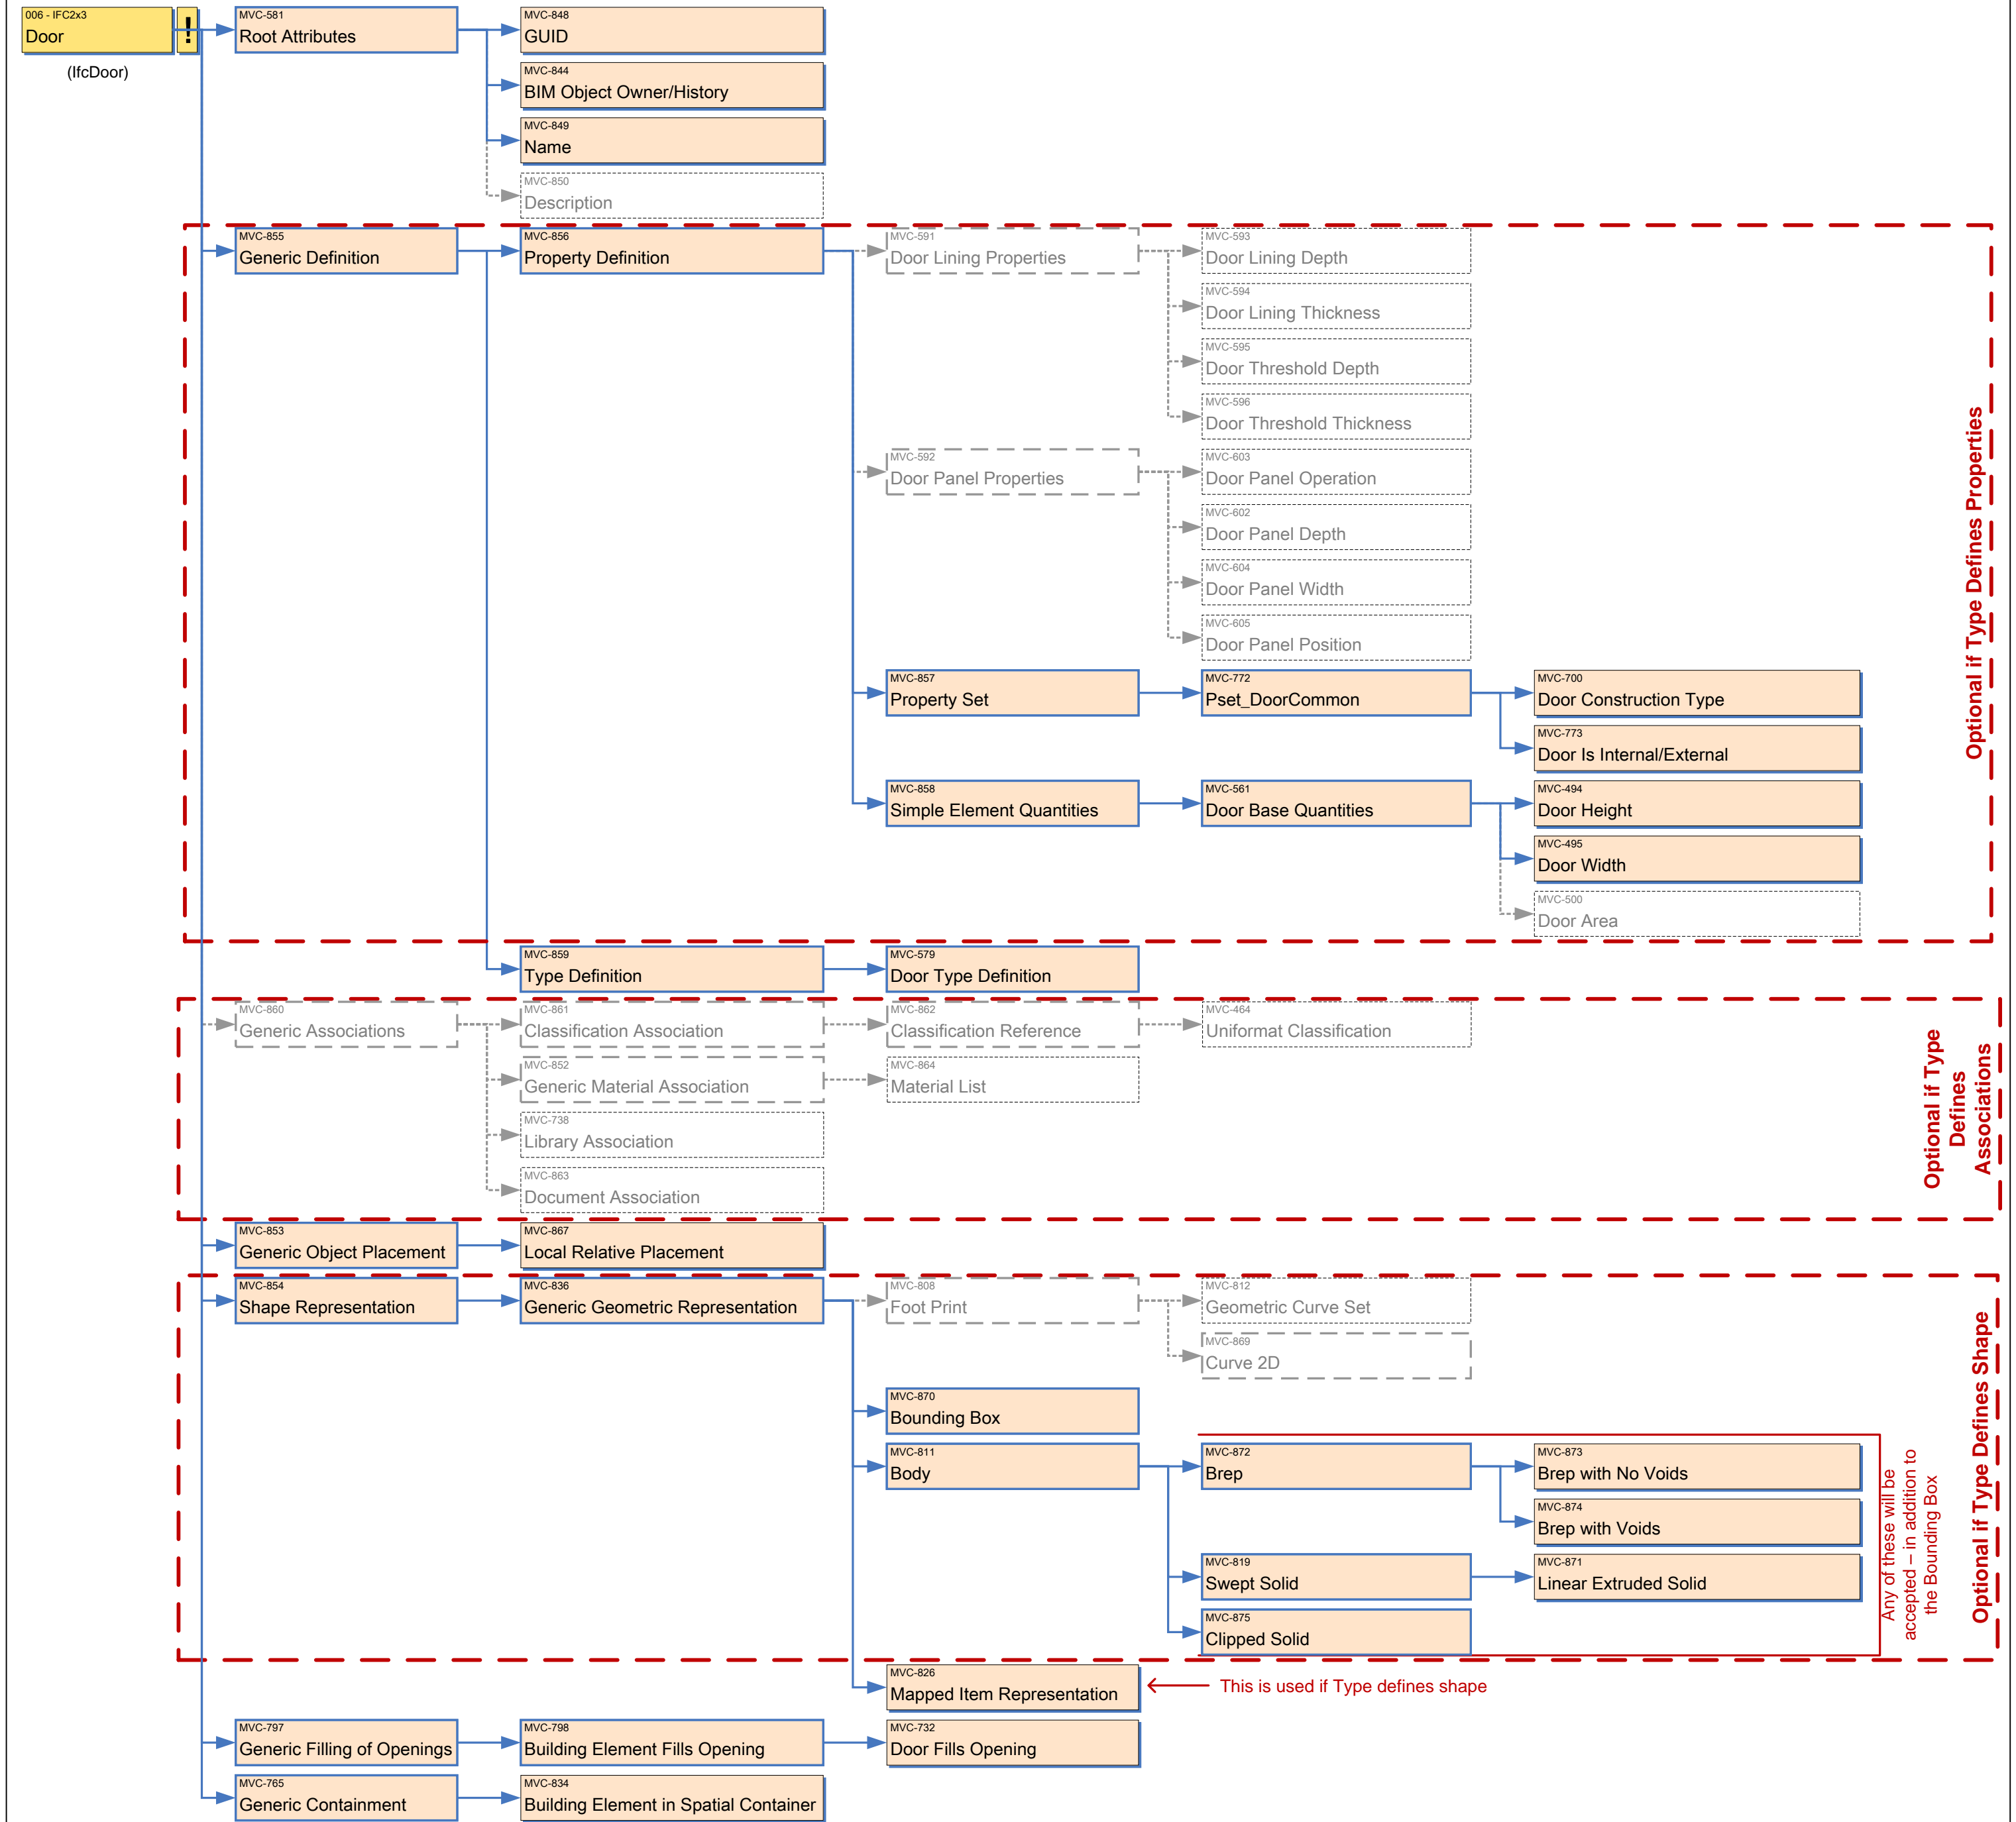 006 - IFC2x3
Door
!
(IfcDoor)
MVC-581
Root Attributes
MVC-848
GUID
MVC-844
BIM Object Owner/History
MVC-849
Name
MVC-850
Description
MVC-855
Generic Definition
MVC-856
Property Definition
MVC-591
Door Lining Properties
MVC-593
Door Lining Depth
MVC-594
Door Lining Thickness
MVC-595
Door Threshold Depth
MVC-596
Door Threshold Thickness
MVC-592
Door Panel Properties
MVC-603
Door Panel Operation
MVC-602
Door Panel Depth
MVC-604
Door Panel Width
MVC-605
Door Panel Position
MVC-857
Property Set
MVC-772
Pset_DoorCommon
MVC-700
Door Construction Type
MVC-773
Door Is Internal/External
MVC-858
Simple Element Quantities
MVC-561
Door Base Quantities
MVC-494
Door Height
MVC-495
Door Width
MVC-500
Door Area
Optional if Type Defines Properties
MVC-859
Type Definition
MVC-579
Door Type Definition
MVC-860
Generic Associations
MVC-861
Classification Association
MVC-862
Classification Reference
MVC-464
Uniformat Classification
MVC-852
Generic Material Association
MVC-864
Material List
MVC-738
Library Association
MVC-863
Document Association
Optional if Type
Defines
Associations
MVC-853
Generic Object Placement
MVC-867
Local Relative Placement
MVC-854
Shape Representation
MVC-836
Generic Geometric Representation
MVC-808
Foot Print
MVC-812
Geometric Curve Set
MVC-869
Curve 2D
MVC-870
Bounding Box
MVC-811
Body
MVC-872
Brep
MVC-873
Brep with No Voids
MVC-874
Brep with Voids
MVC-819
Swept Solid
MVC-871
Linear Extruded Solid
MVC-875
Clipped Solid
Any of these will be
accepted – in addition to
the Bounding Box
Optional if Type Defines Shape
MVC-826
Mapped Item Representation
This is used if Type defines shape
MVC-797
Generic Filling of Openings
MVC-798
Building Element Fills Opening
MVC-732
Door Fills Opening
MVC-765
Generic Containment
MVC-834
Building Element in Spatial Container